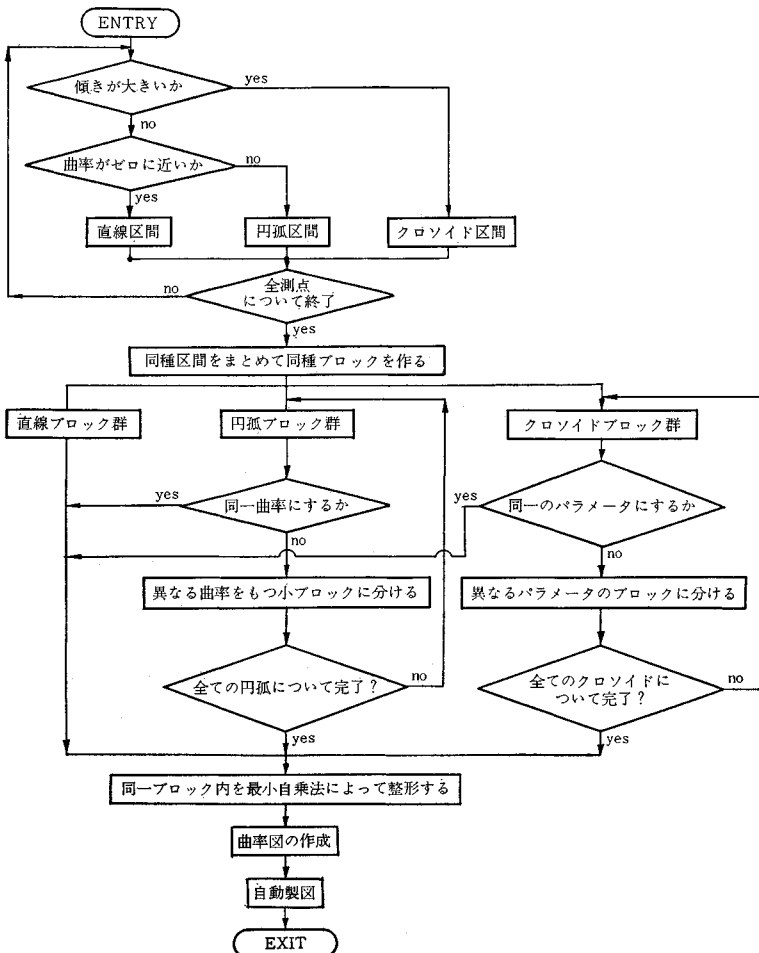 ENTRY
傾きが大きいか
yes
no
曲率がゼロに近いか
no
yes
直線区間
円孤区間
クロソイド区間
全測点
について終了
no
yes
同種区間をまとめて同種ブロックを作る
直線ブロック群
円孤ブロック群
クロソイドブロック群
yes
同一曲率にするか
yes
同一のパラメータにするか
no
no
異なる曲率をもつ小ブロックに分ける
異なるパラメータのブロックに分ける
全ての円孤について完了?
no
全てのクロソイドに
ついて完了?
no
yes
yes
同一ブロック内を最小自乗法によって整形する
曲率図の作成
自動製図
EXIT